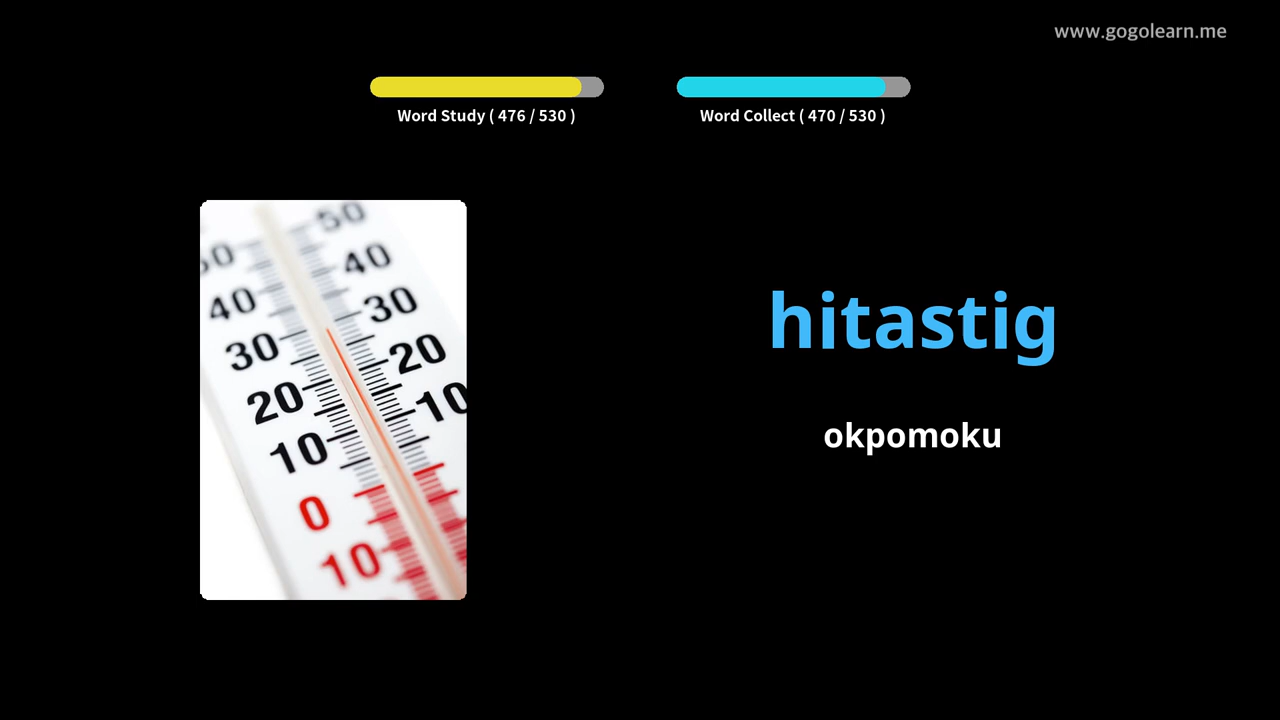 www.gogolearn.me
Word Study ( 476 / 530 )
Word Collect ( 470 / 530 )
50
50
40
40
30
30
20
20
10
10
0
10
hitastig
okpomoku